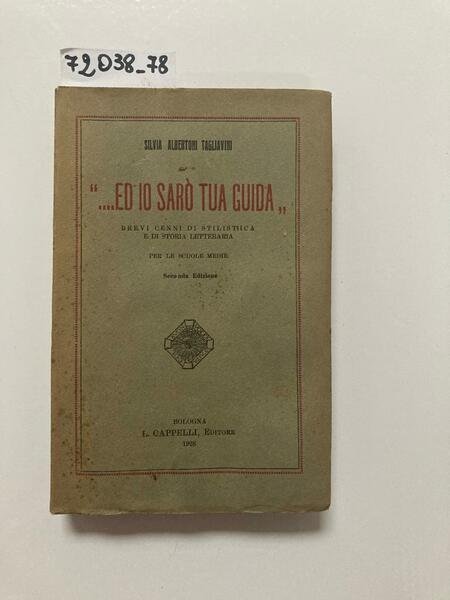 72038_78
SILVIA ALBERTONI TAGLIAVINI
“....ED IO SARÒ TUA GUIDA„
BREVI CENNI DI STILISTICA
E DI STORIA LETTERARIA
PER LE SCUOLE MEDIE
Seconda Edizione
BOLOGNA
L. CAPPELLI, EDITORE
1928